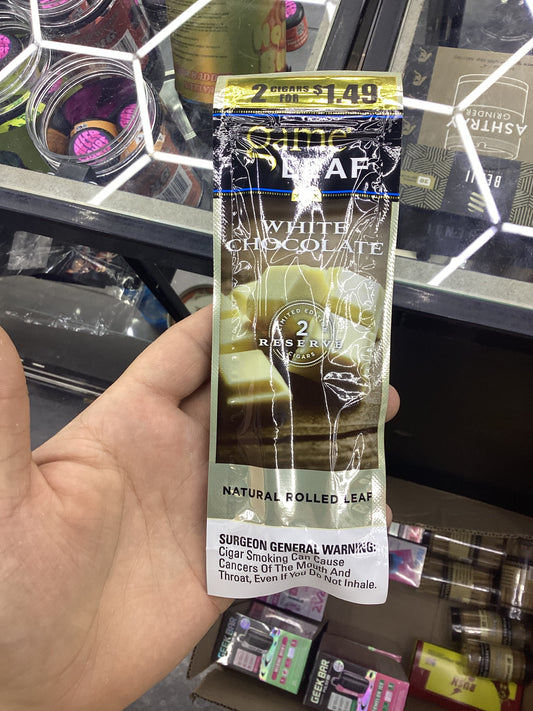 2 CIGARS FOR $1.49
game
LEAF
WHITE
CHOCOLATE
LIMITED EDITION
2
RESERVE
CIGARS
NATURAL ROLLED LEAF
SURGEON GENERAL WARNING:
Cigar Smoking Can Cause
Cancers Of The Mouth And
Throat, Even If You Do Not Inhale.
ASHTRAY
GRINDER
GEEK BAR
GEEK BAR